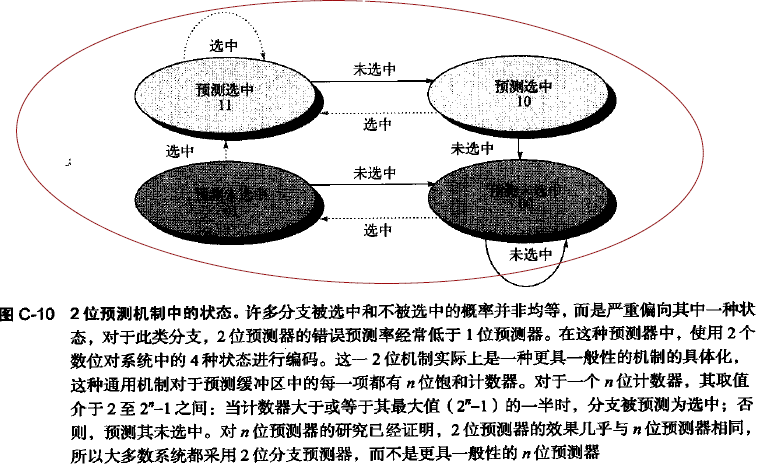 选中
未选中
预测选中
11
预测选中
10
选中
选中
未选中
未选中
预测未选中
预测未选中
选中
未选中
图 C-10 2位预测机制中的状态。许多分支被选中和不被选中的概率并非均等，而是严重偏向其中一种状
态，对于此类分支，2位预测器的错误预测率经常低于1位预测器。在这种预测器中，使用2个
数位对系统中的4种状态进行编码。这一2位机制实际上是一种更具一般性的机制的具体化，
这种通用机制对于预测缓冲区中的每一项都有n位饱和计数器。对于一个n位计数器，其取值
介于2至2ⁿ-1之间：当计数器大于或等于其最大值（2ⁿ-1）的一半时，分支被预测为选中；否
则，预测其未选中。对n位预测器的研究已经证明，2位预测器的效果几乎与n位预测器相同，
所以大多数系统都采用2位分支预测器，而不是更具一般性的n位预测器